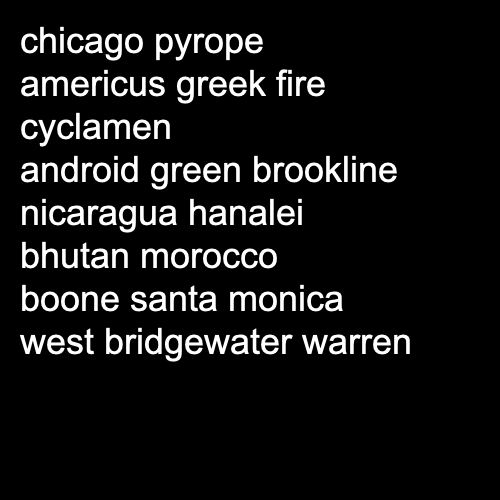 chicago pyrope
americus greek fire
cyclamen
android green brookline
nicaragua hanalei
bhutan morocco
boone santa monica
west bridgewater warren